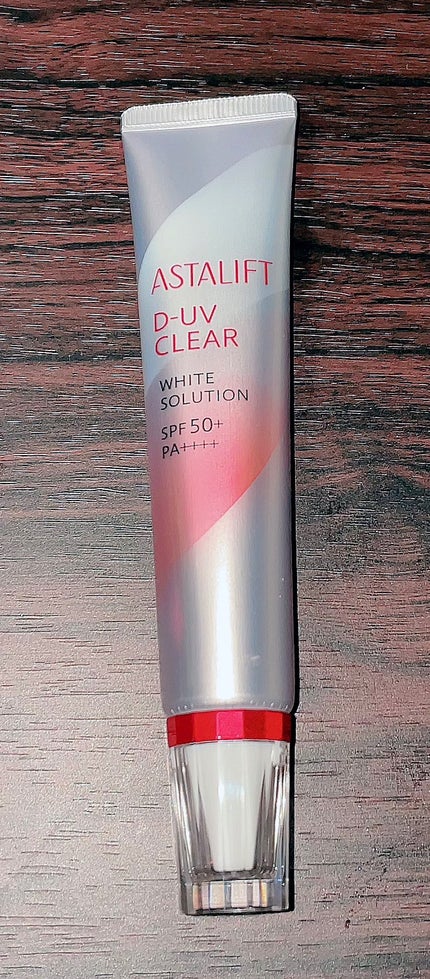 ASTALIFT
D-UV
CLEAR
WHITE
SOLUTION
SPF 50+
PA++++